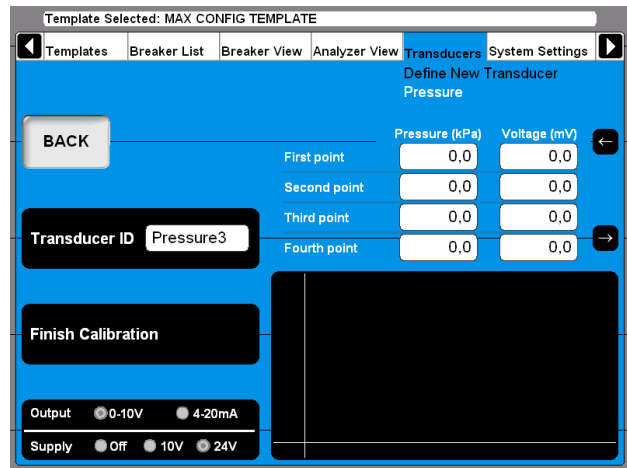 Template Selected: MAX CONFIG TEMPLATE
Templates Breaker List Breaker View Analyzer View Transducers System Settings
Define New Transducer
Pressure
BACK
Pressure (kPa) Voltage (mV)
←
First point 0,0 0,0
Second point 0,0 0,0
Third point 0,0 0,0
Transducer ID Pressure3
→
Fourth point 0,0 0,0
Finish Calibration
Output 0-10V 4-20mA
Supply Off 10V 24V